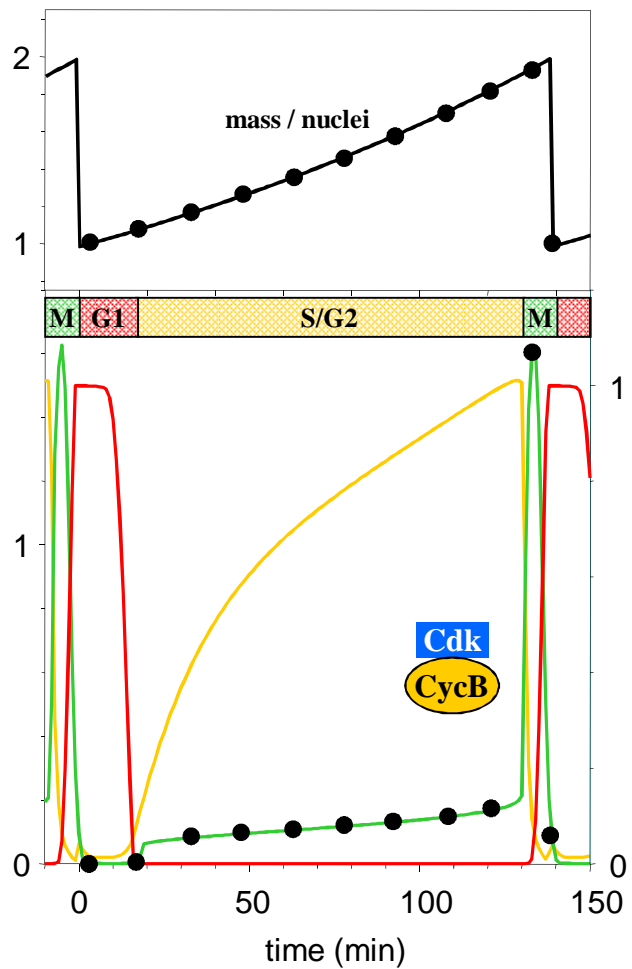 2
mass / nuclei
1
M G1 S/G2 M
1
1
Cdk
CycB
0 0
0 50 100 150
time (min)